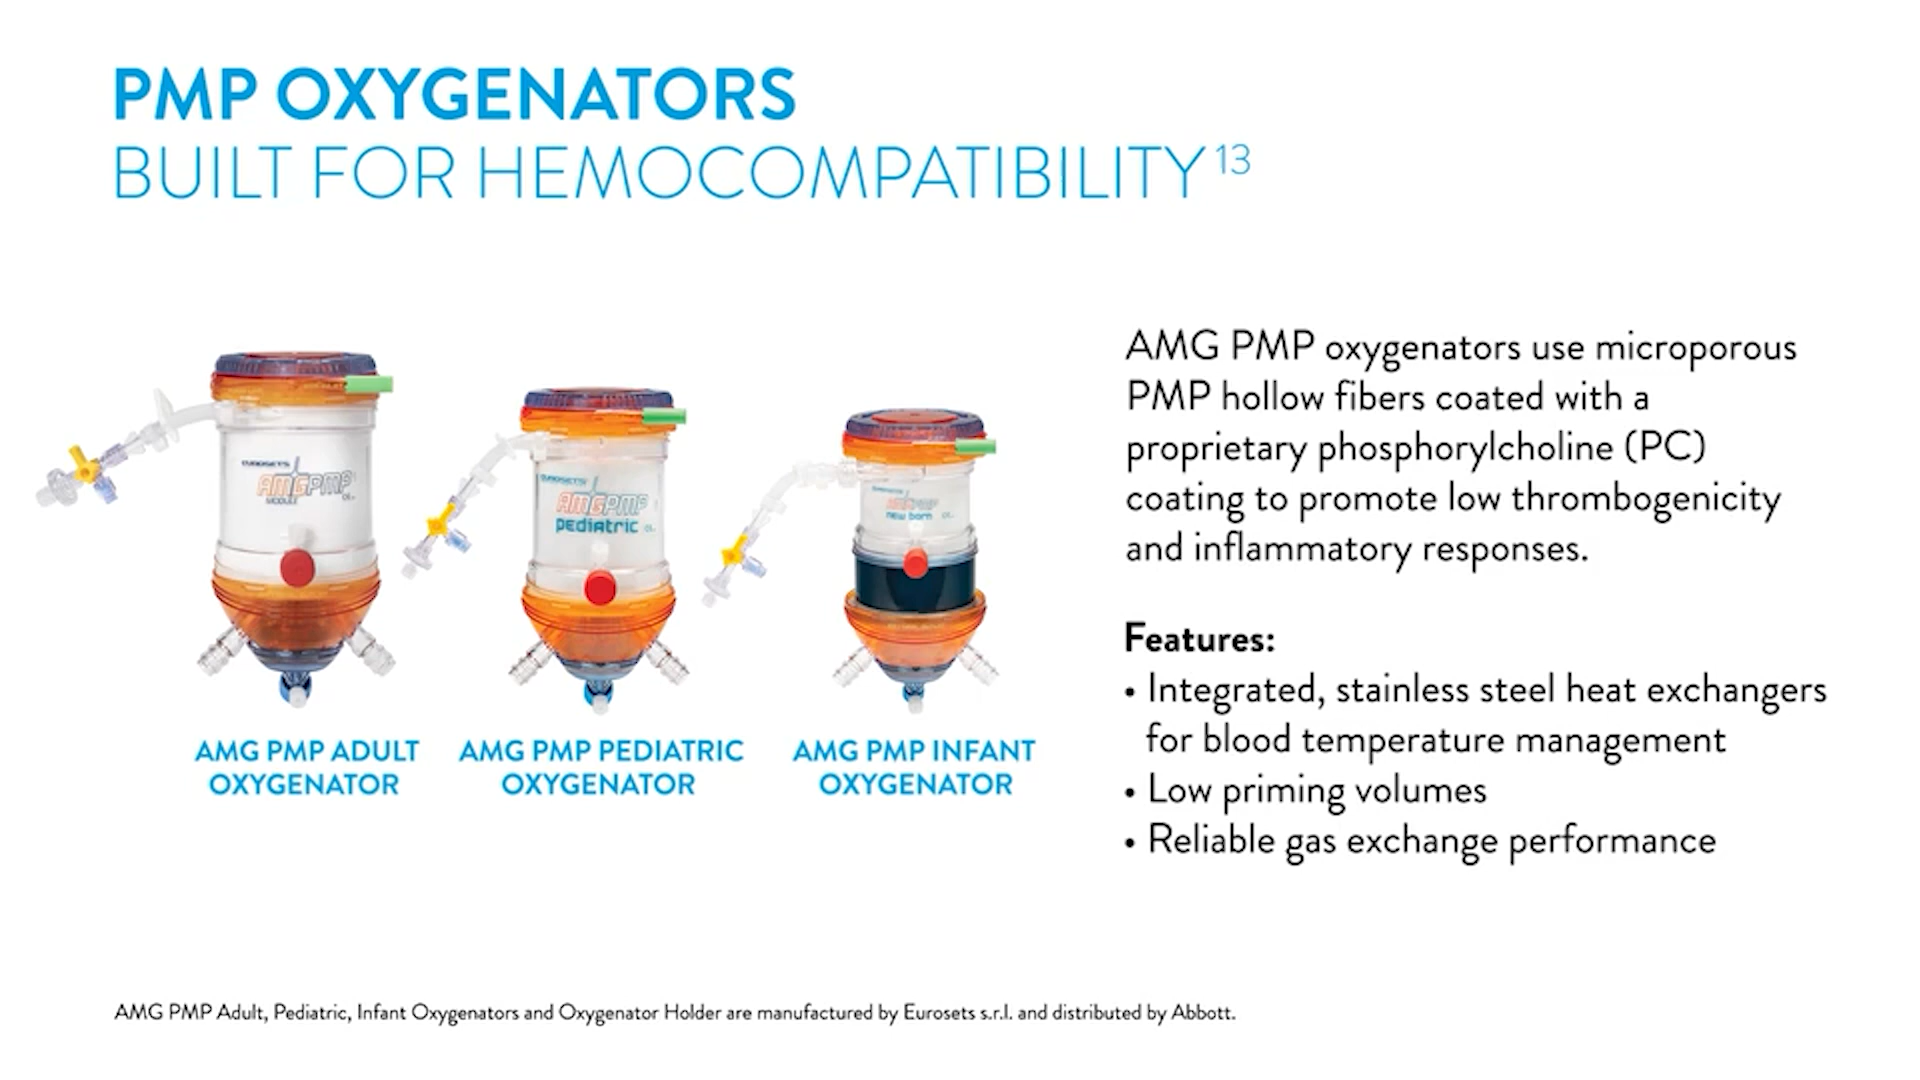 PMP OXYGENATORS
BUILT FOR HEMOCOMPATIBILITY 13
EUROSETS
AMGPMP
MODULE
EUROSETS
AMGPMP
pediatric
AMGPMP
new born
AMG PMP ADULT
OXYGENATOR
AMG PMP PEDIATRIC
OXYGENATOR
AMG PMP INFANT
OXYGENATOR
AMG PMP oxygenators use microporous
PMP hollow fibers coated with a
proprietary phosphorylcholine (PC)
coating to promote low thrombogenicity
and inflammatory responses.
Features:
• Integrated, stainless steel heat exchangers
for blood temperature management
• Low priming volumes
• Reliable gas exchange performance
AMG PMP Adult, Pediatric, Infant Oxygenators and Oxygenator Holder are manufactured by Eurosets s.r.l. and distributed by Abbott.